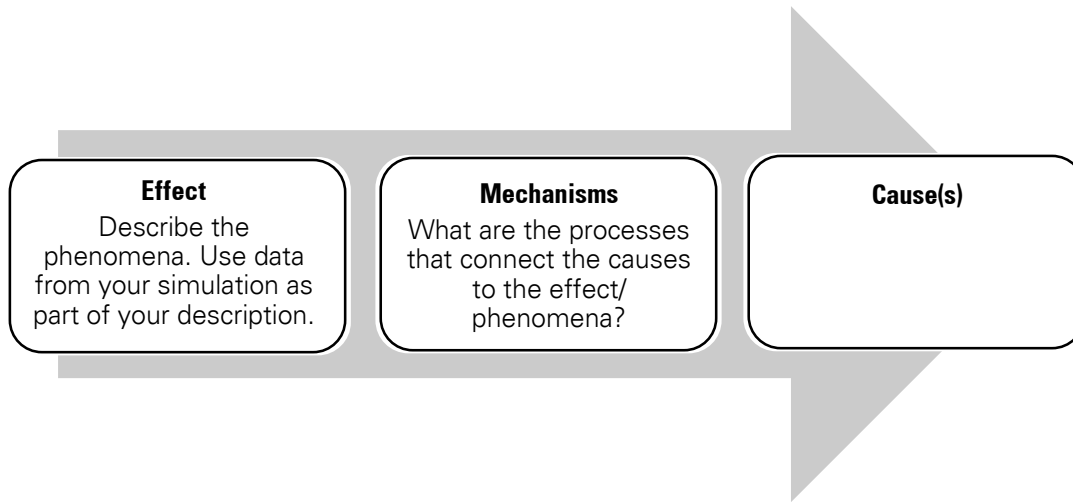 Effect
Describe the
phenomena. Use data
from your simulation as
part of your description.
Mechanisms
What are the processes
that connect the causes
to the effect/
phenomena?
Cause(s)